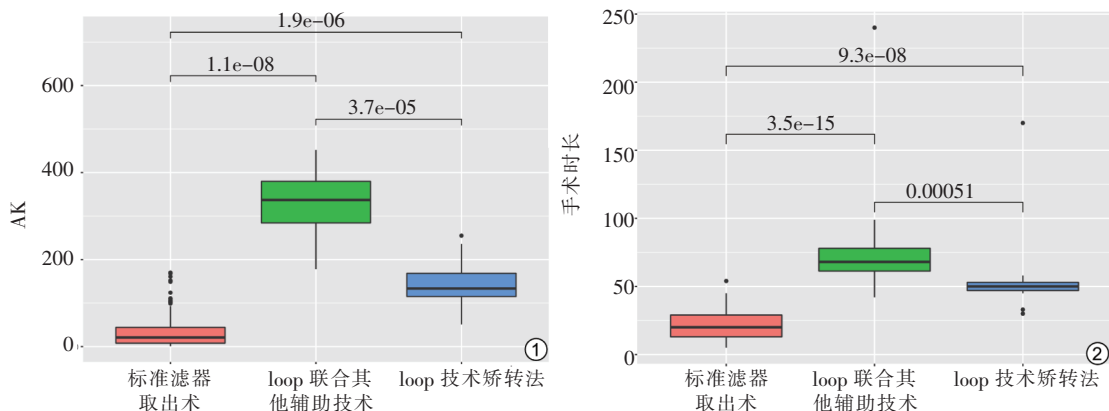 1.9e−06
1.1e−08
3.7e−05
600
400
200
0
AK
标准滤器
取出术
loop 联合其
他辅助技术
loop 技术矫转法
①
250
200
150
100
50
0
手术时长
9.3e−08
3.5e−15
0.00051
标准滤器
取出术
loop 联合其
他辅助技术
loop 技术矫转法
②